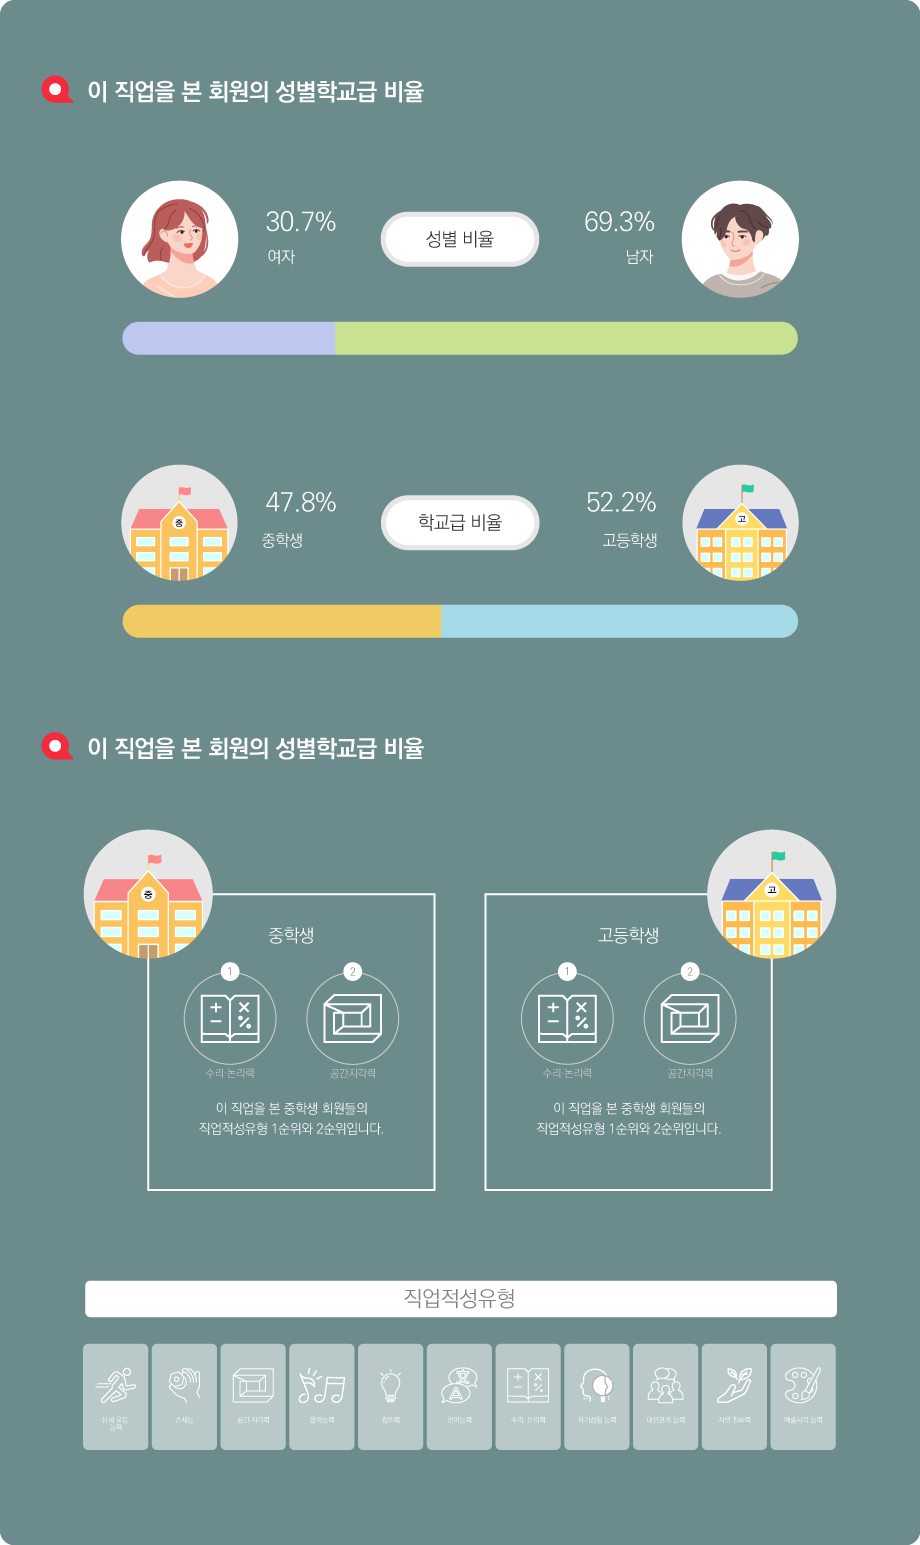 이 직업을 본 회원의 성별학교급 비율
30.7%
여자
성별 비율
69.3%
남자
47.8%
중학생
학교급 비율
52.2%
고등학생
중
고
이 직업을 본 회원의 성별학교급 비율
중
고
중학생
1
2
수리·논리력
공간지각력
이 직업을 본 중학생 회원들의
직업적성유형 1순위와 2순위입니다.
고등학생
1
2
수리·논리력
공간지각력
이 직업을 본 중학생 회원들의
직업적성유형 1순위와 2순위입니다.
직업적성유형
신체·운동
능력
손재능
공간 지각력
음악능력
창의력
언어능력
수리·논리력
자기성찰 능력
대인관계 능력
자연 친화력
예술시각 능력